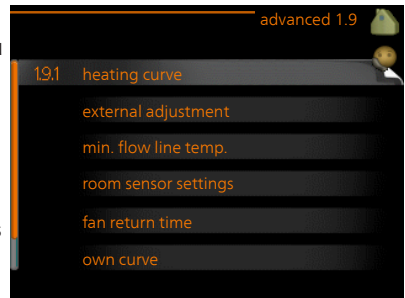 advanced 1.9
1.9.1 heating curve
external adjustment
min. flow line temp.
room sensor settings
fan return time
own curve